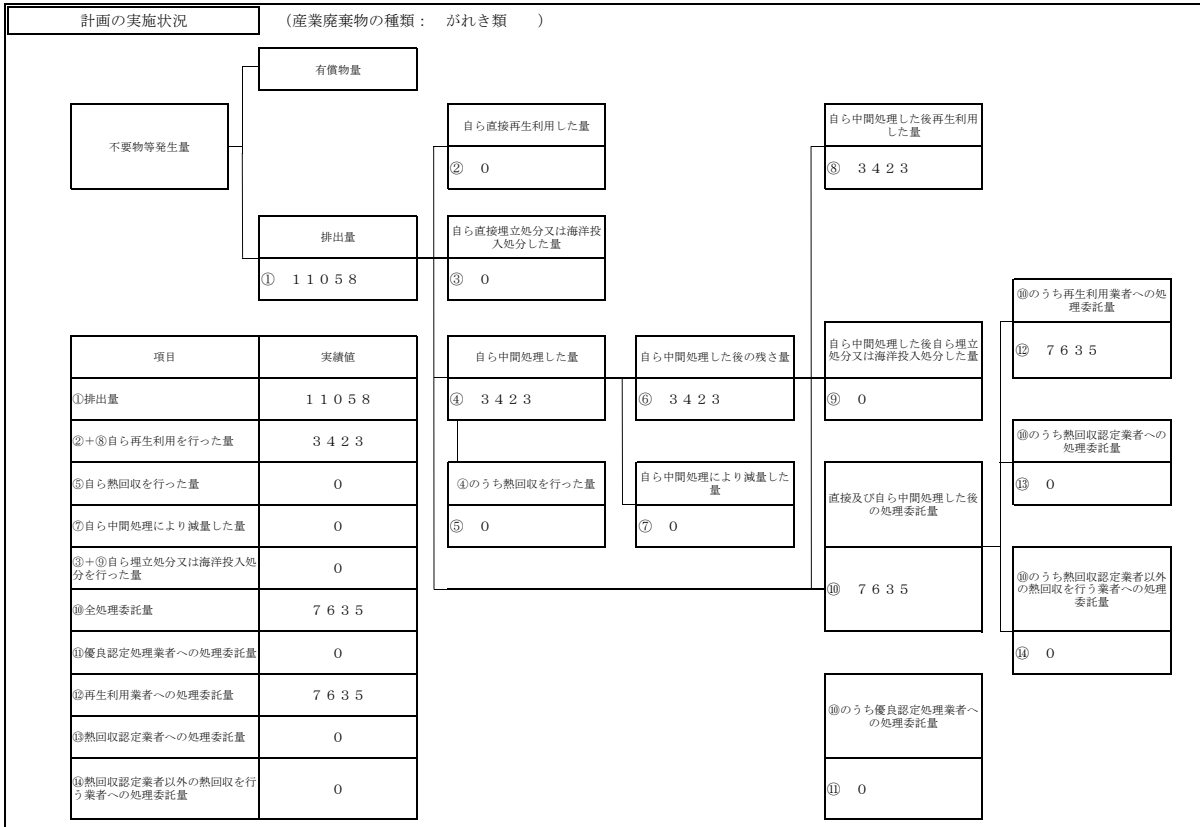 計画の実施状況
（産業廃棄物の種類： がれき類 ）
有償物量
不要物等発生量
自ら直接再生利用した量
② ０
自ら中間処理した後再生利用
した量
⑧ ３４２３
排出量
① １１０５８
自ら直接埋立処分又は海洋投
入処分した量
③ ０
⑩のうち再生利用業者への処
理委託量
⑫ ７６３５
自ら中間処理した量
④ ３４２３
自ら中間処理した後の残さ量
⑥ ３４２３
自ら中間処理した後自ら埋立
処分又は海洋投入処分した量
⑨ ０
⑩のうち熱回収認定業者への
処理委託量
⑬ ０
④のうち熱回収を行った量
⑤ ０
自ら中間処理により減量した
量
⑦ ０
直接及び自ら中間処理した後
の処理委託量
⑩ ７６３５
⑩のうち熱回収認定業者以外
の熱回収を行う業者への処理
委託量
⑭ ０
⑩のうち優良認定処理業者へ
の処理委託量
⑪ ０
項目 実績値
①排出量 １１０５８
②＋⑧自ら再生利用を行った量 ３４２３
⑤自ら熱回収を行った量 ０
⑦自ら中間処理により減量した量 ０
③＋⑨自ら埋立処分又は海洋投入処
分を行った量 ０
⑩全処理委託量 ７６３５
⑪優良認定処理業者への処理委託量 ０
⑫再生利用業者への処理委託量 ７６３５
⑬熱回収認定業者への処理委託量 ０
⑭熱回収認定業者以外の熱回収を行
う業者への処理委託量 ０